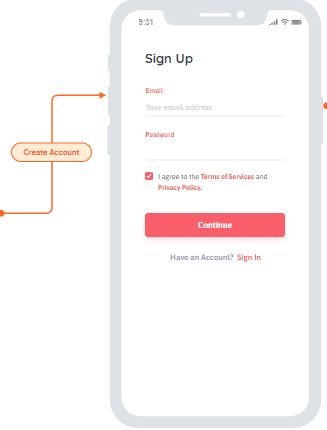 9:31
Sign Up
Email
Your email address
Password
Create Account
I agree to the Terms of Services and
Privacy Policy.
Continue
Have an Account? Sign In